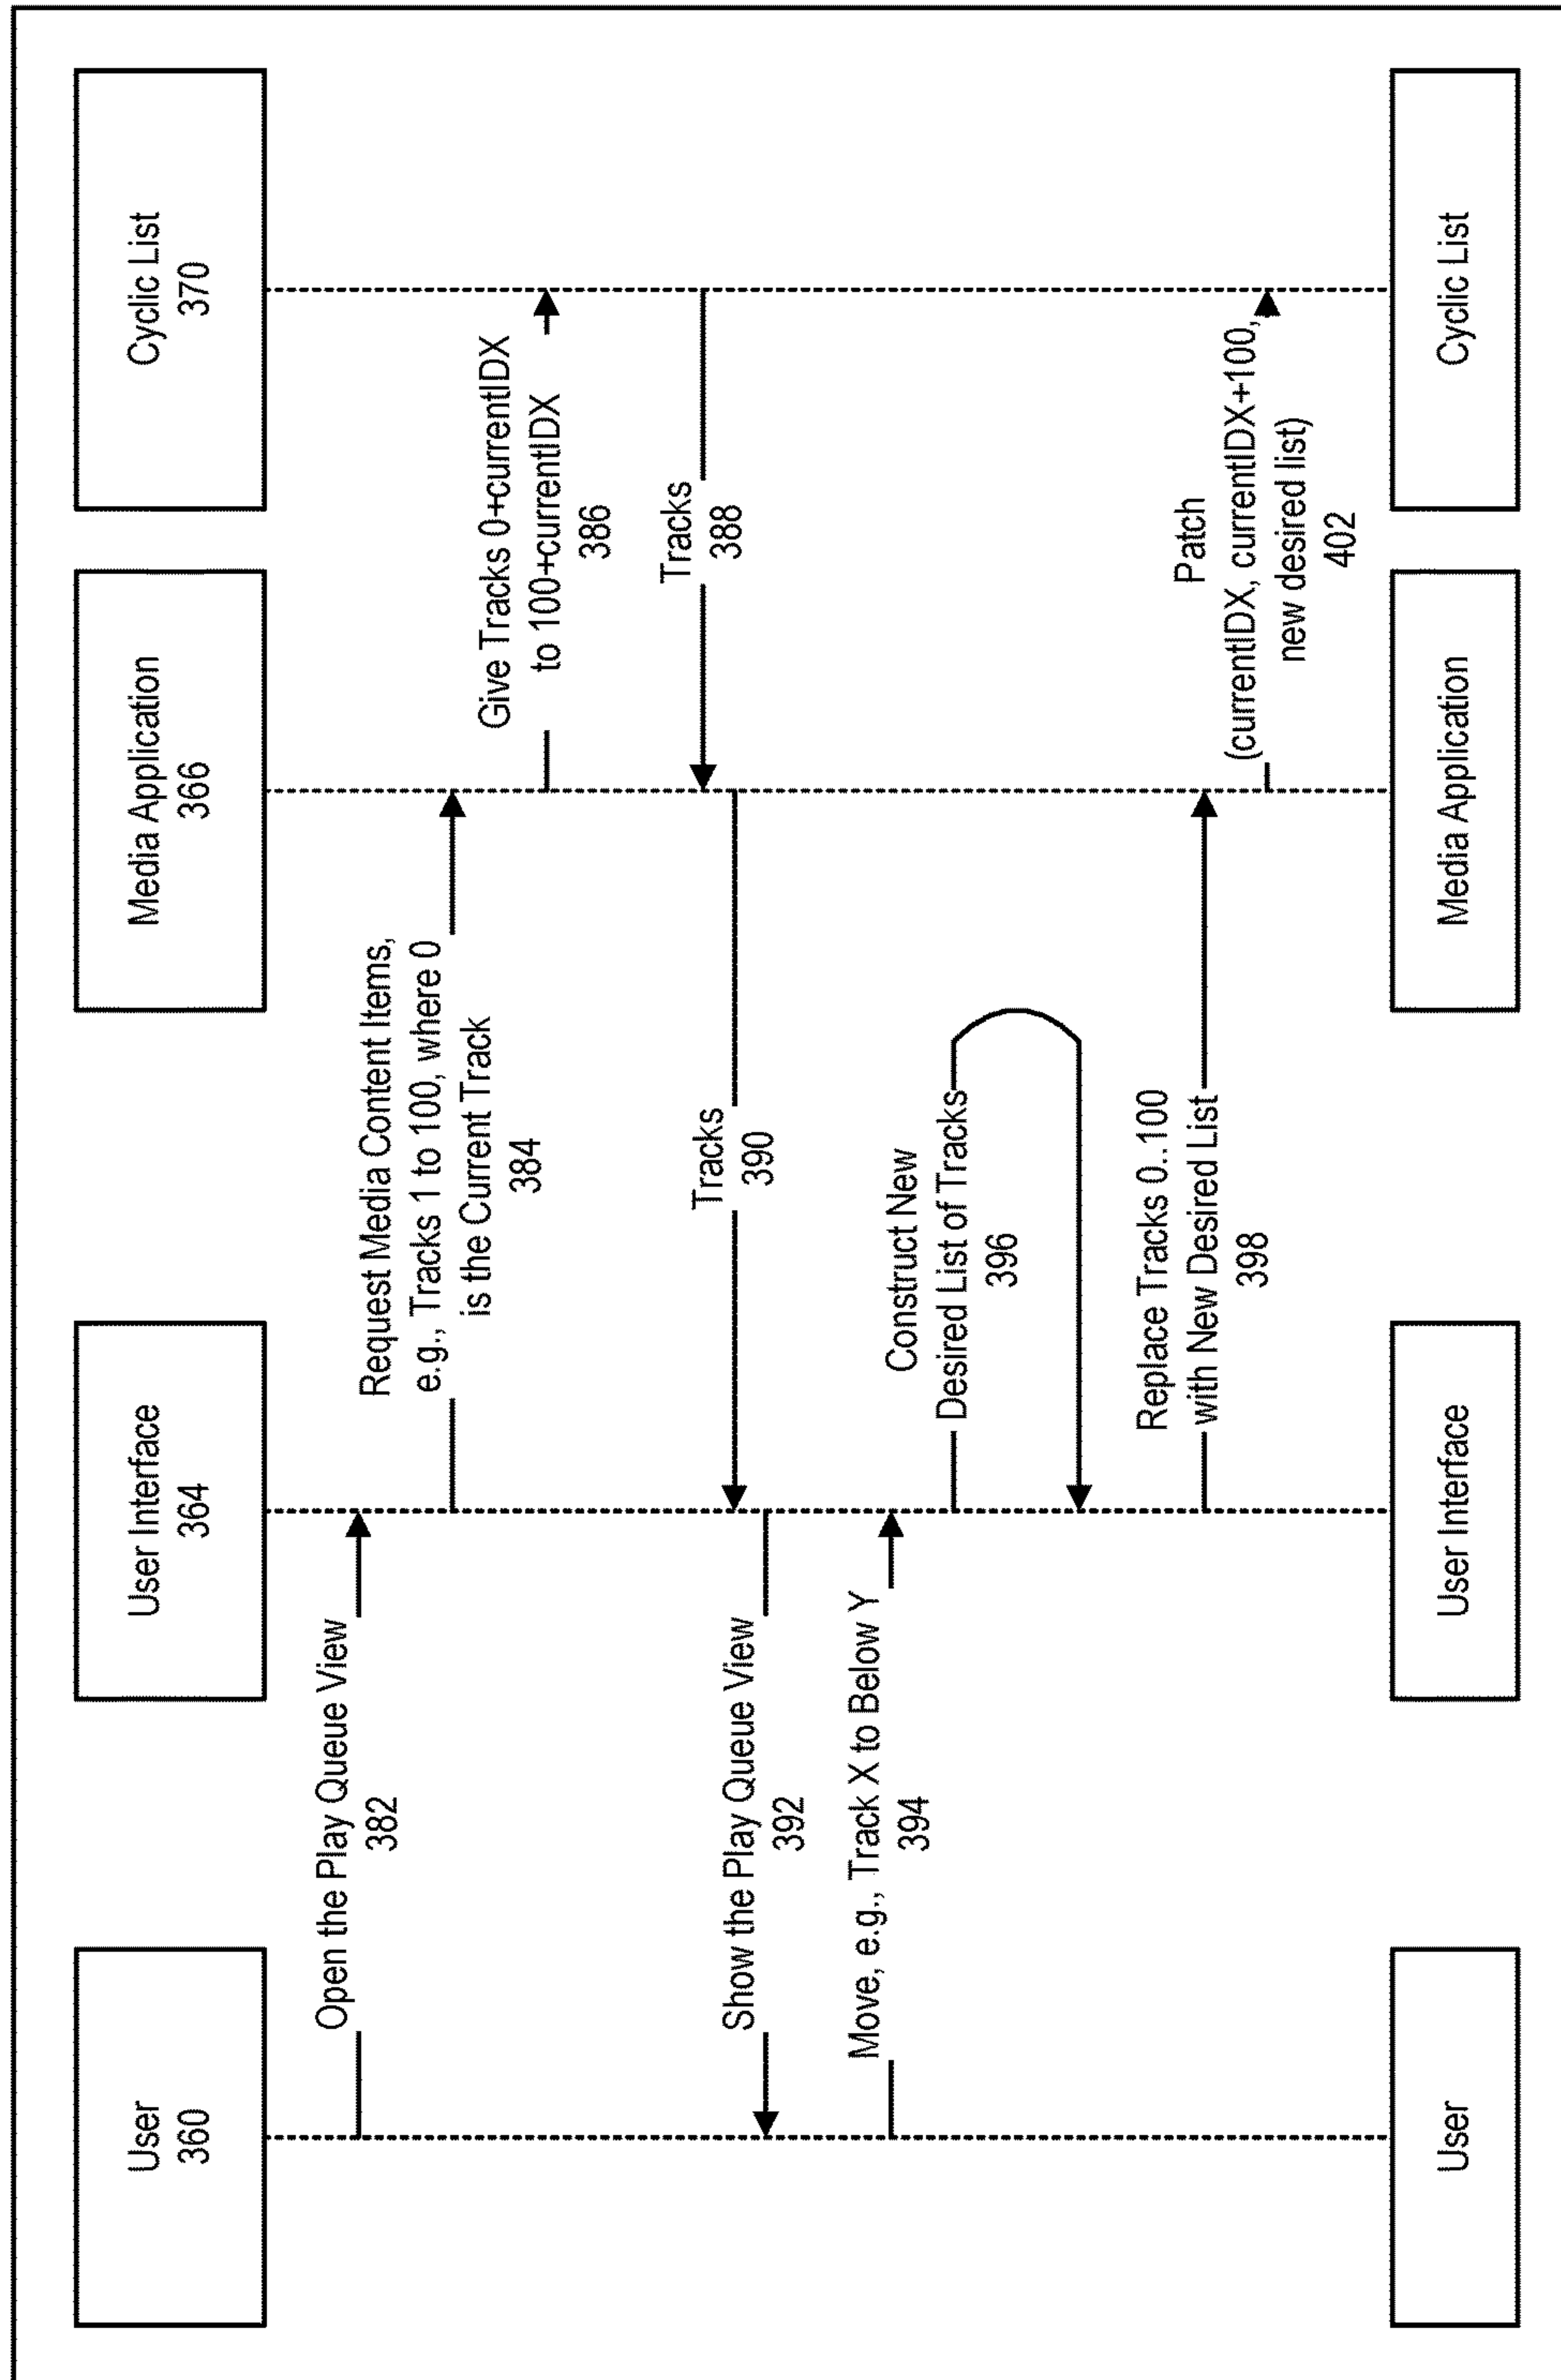 User
360
User Interface
364
Media Application
366
Cyclic List
370
Open the Play Queue View
382
Request Media Content Items,
e.g., Tracks 1 to 100, where 0
is the Current Track
384
Give Tracks 0+currentIDX
to 100+currentIDX
386
Tracks
388
Tracks
390
Show the Play Queue View
392
Move, e.g., Track X to Below Y
394
Construct New
Desired List of Tracks
396
Replace Tracks 0..100
with New Desired List
398
Patch
(currentIDX, currentIDX+100,
new desired list)
402
User
User Interface
Media Application
Cyclic List